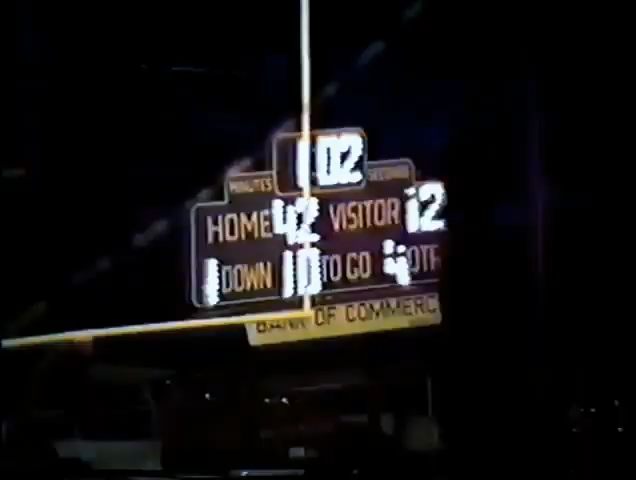 1 02
MINUTES SECONDS
HOME 42 VISITOR 12
1 DOWN 10 TO GO 4 QTR
BANK OF COMMERC